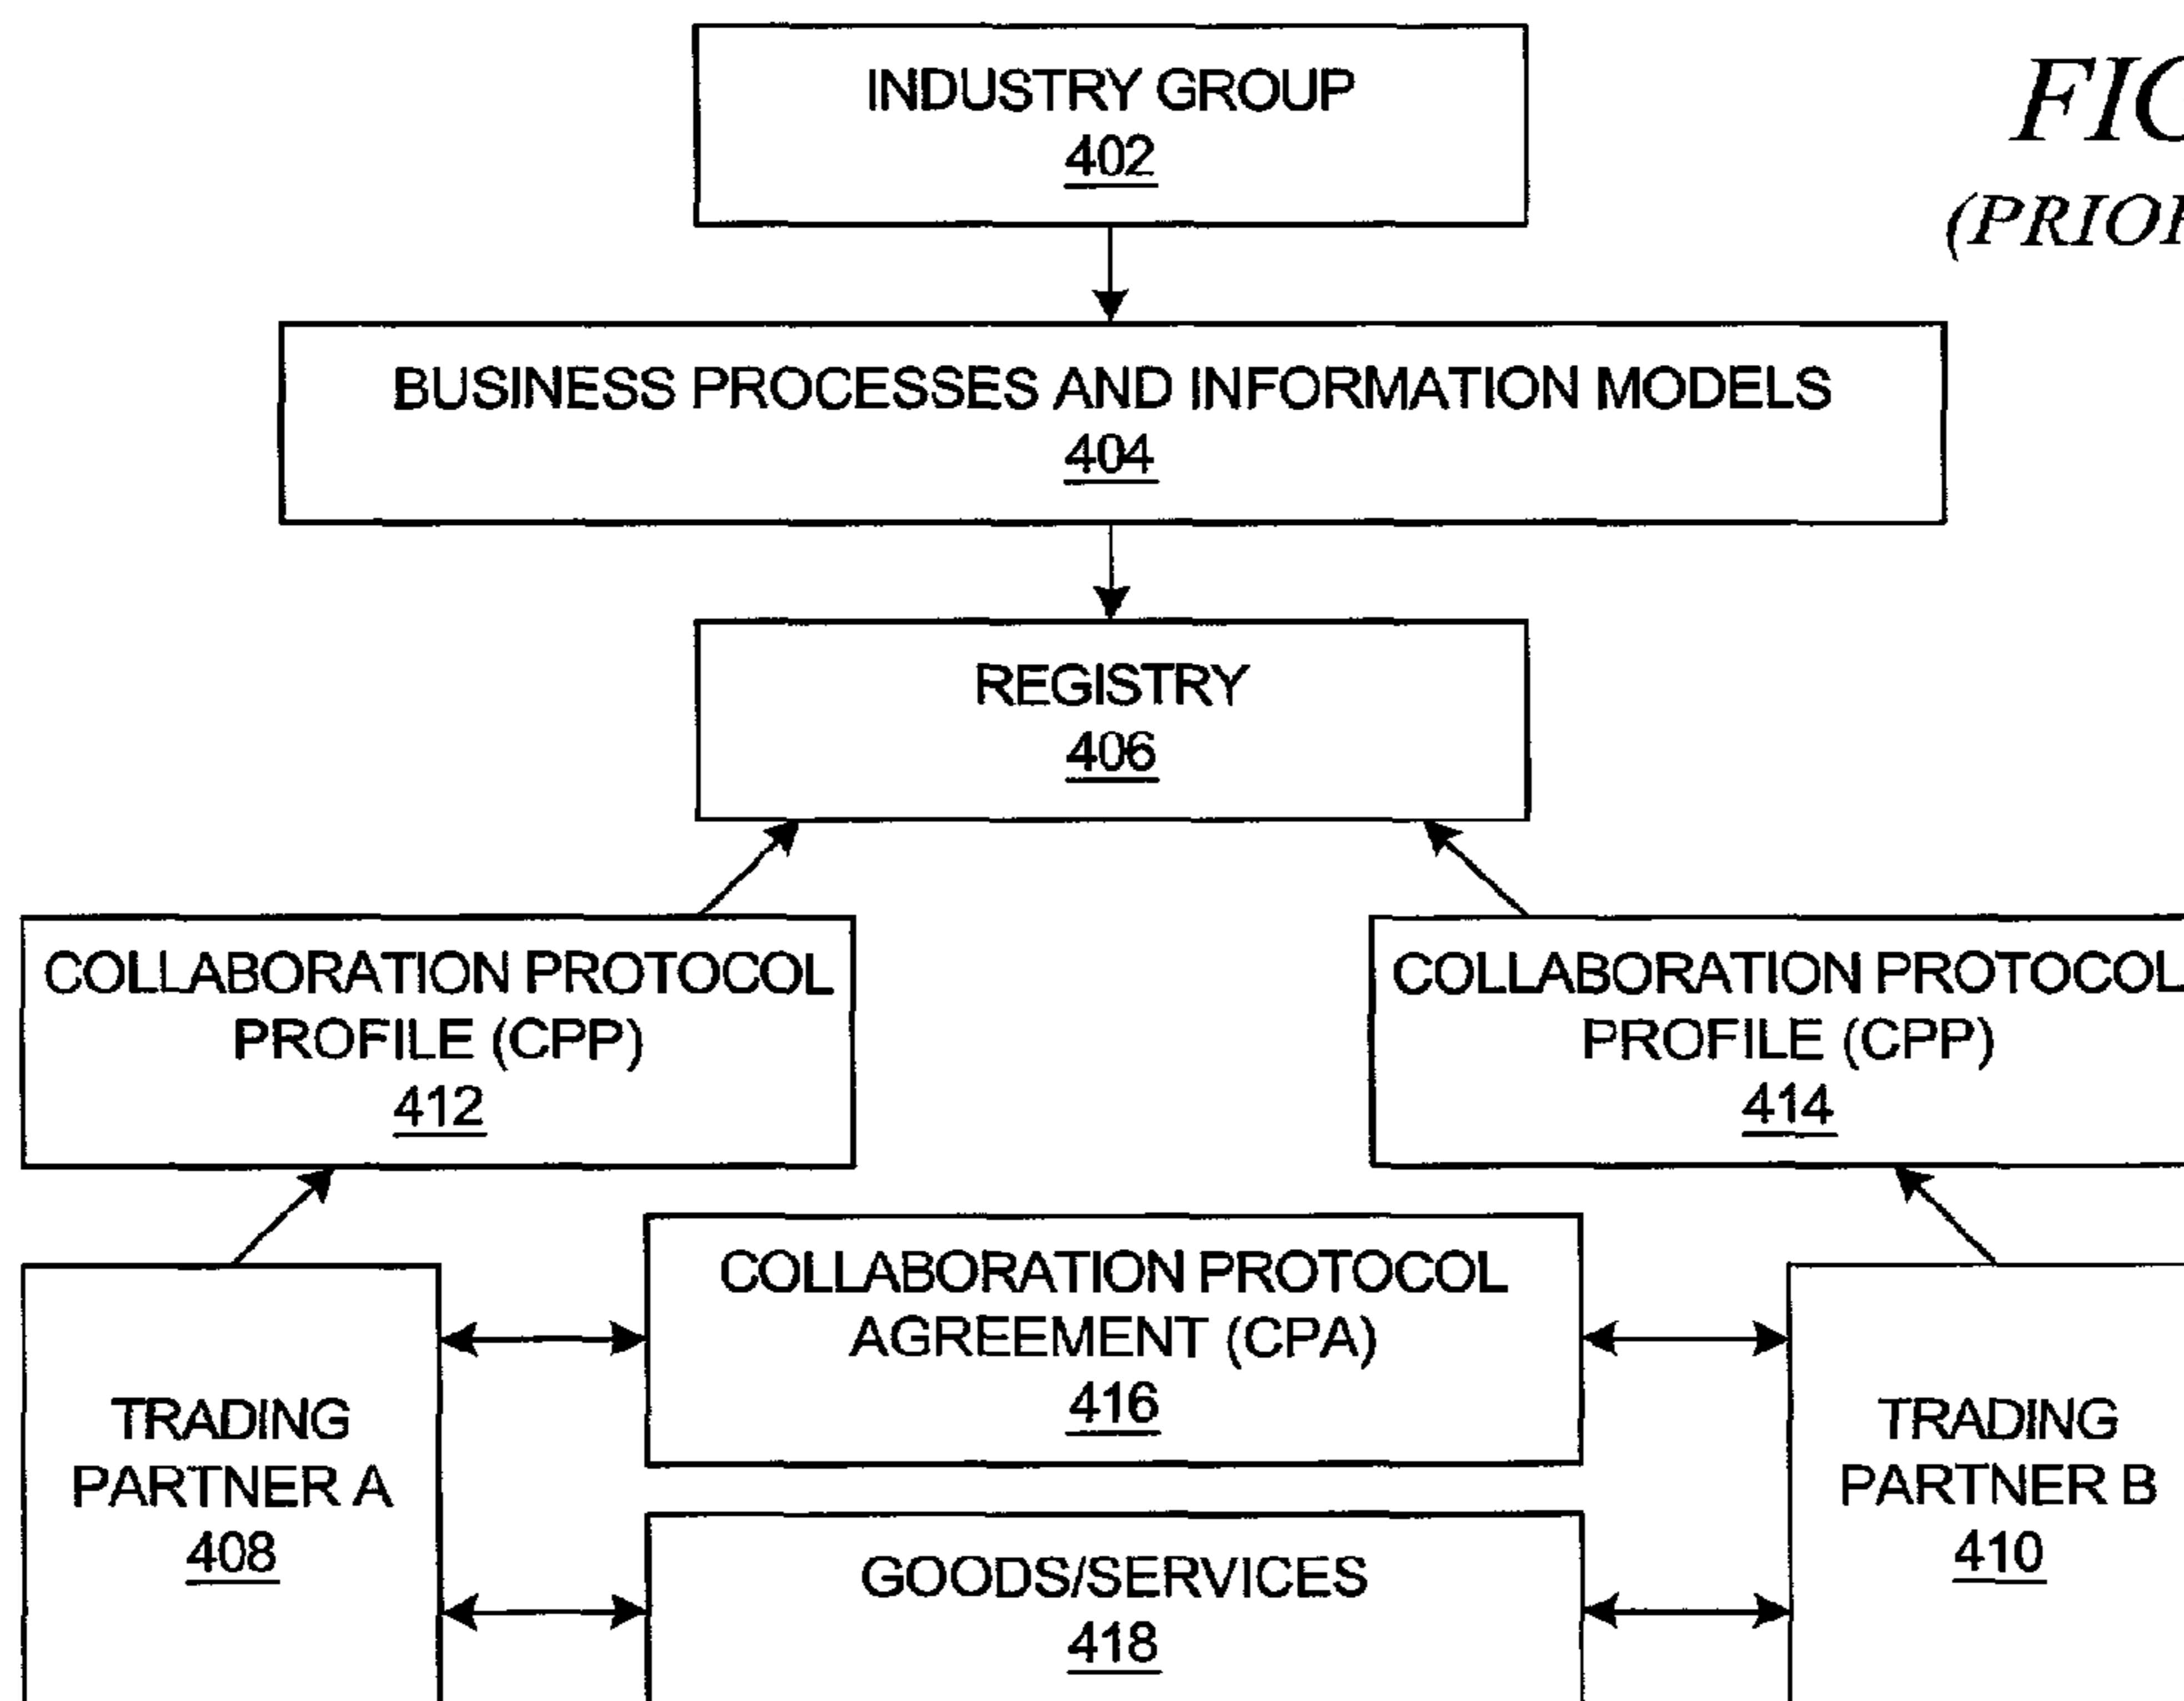 INDUSTRY GROUP
402
BUSINESS PROCESSES AND INFORMATION MODELS
404
REGISTRY
406
COLLABORATION PROTOCOL
PROFILE (CPP)
412
COLLABORATION PROTOCOL
PROFILE (CPP)
414
COLLABORATION PROTOCOL
AGREEMENT (CPA)
416
TRADING
PARTNER A
408
TRADING
PARTNER B
410
GOODS/SERVICES
418